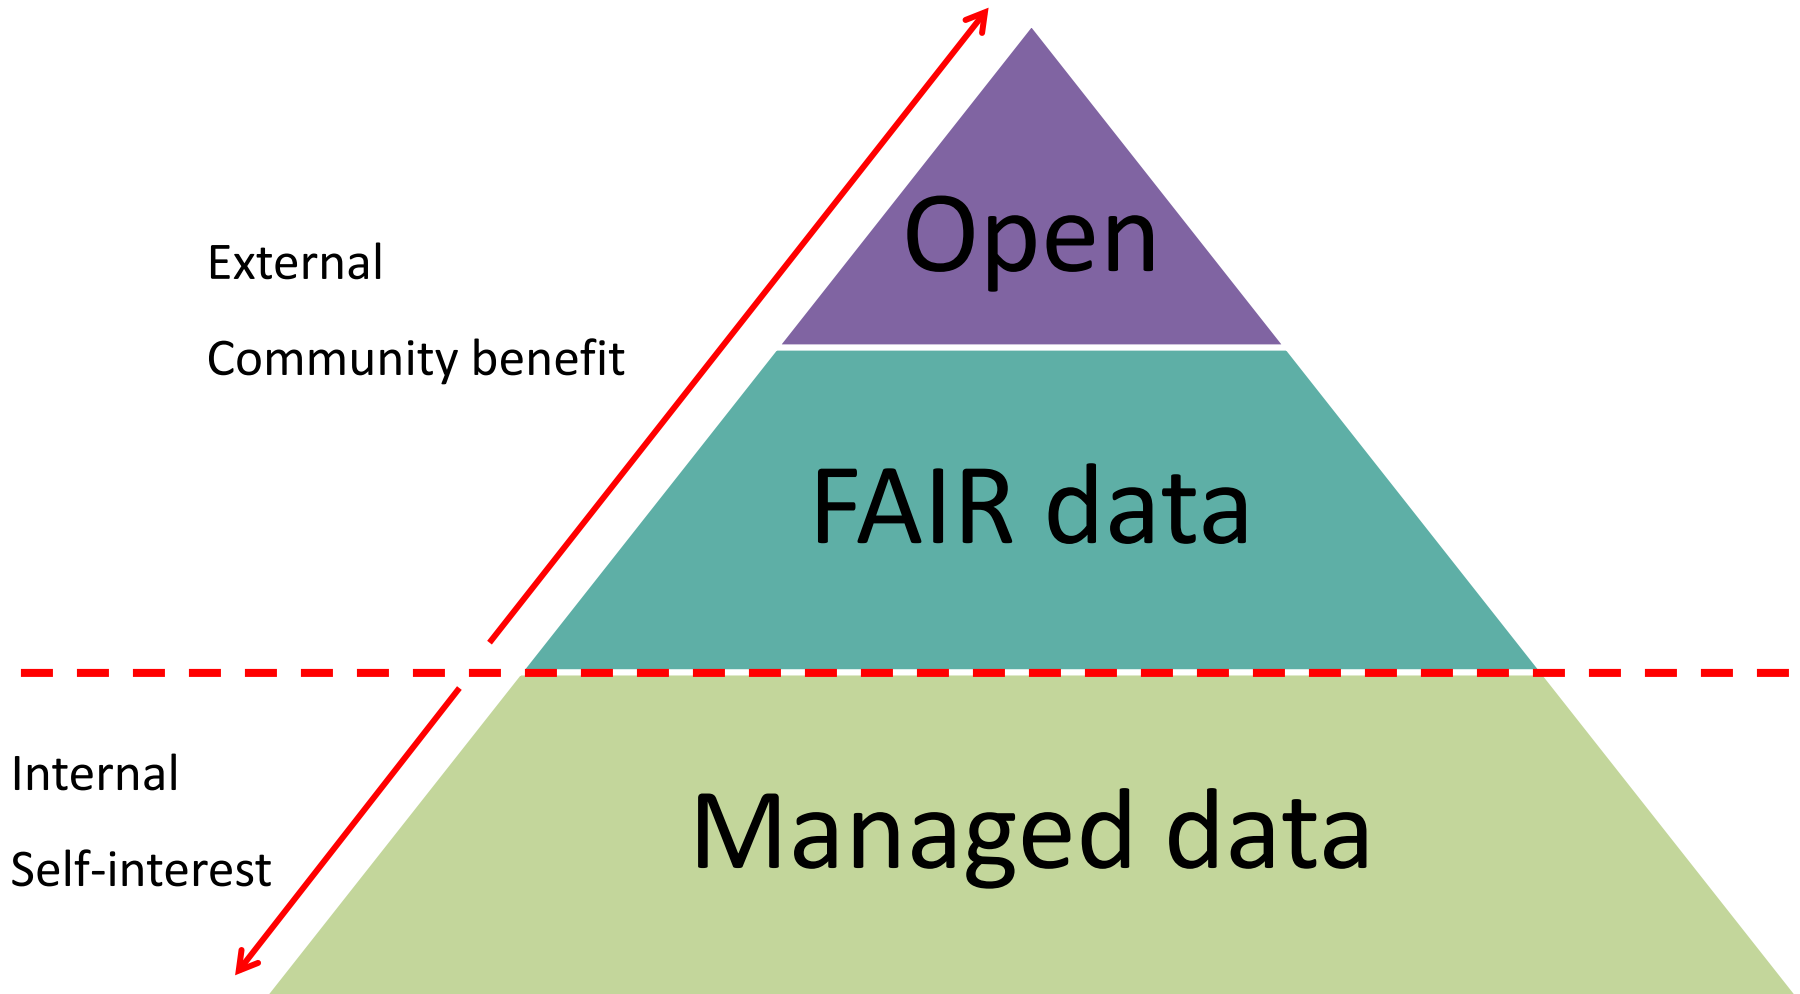 Open
External
Community benefit
FAIR data
Internal
Managed data
Self-interest